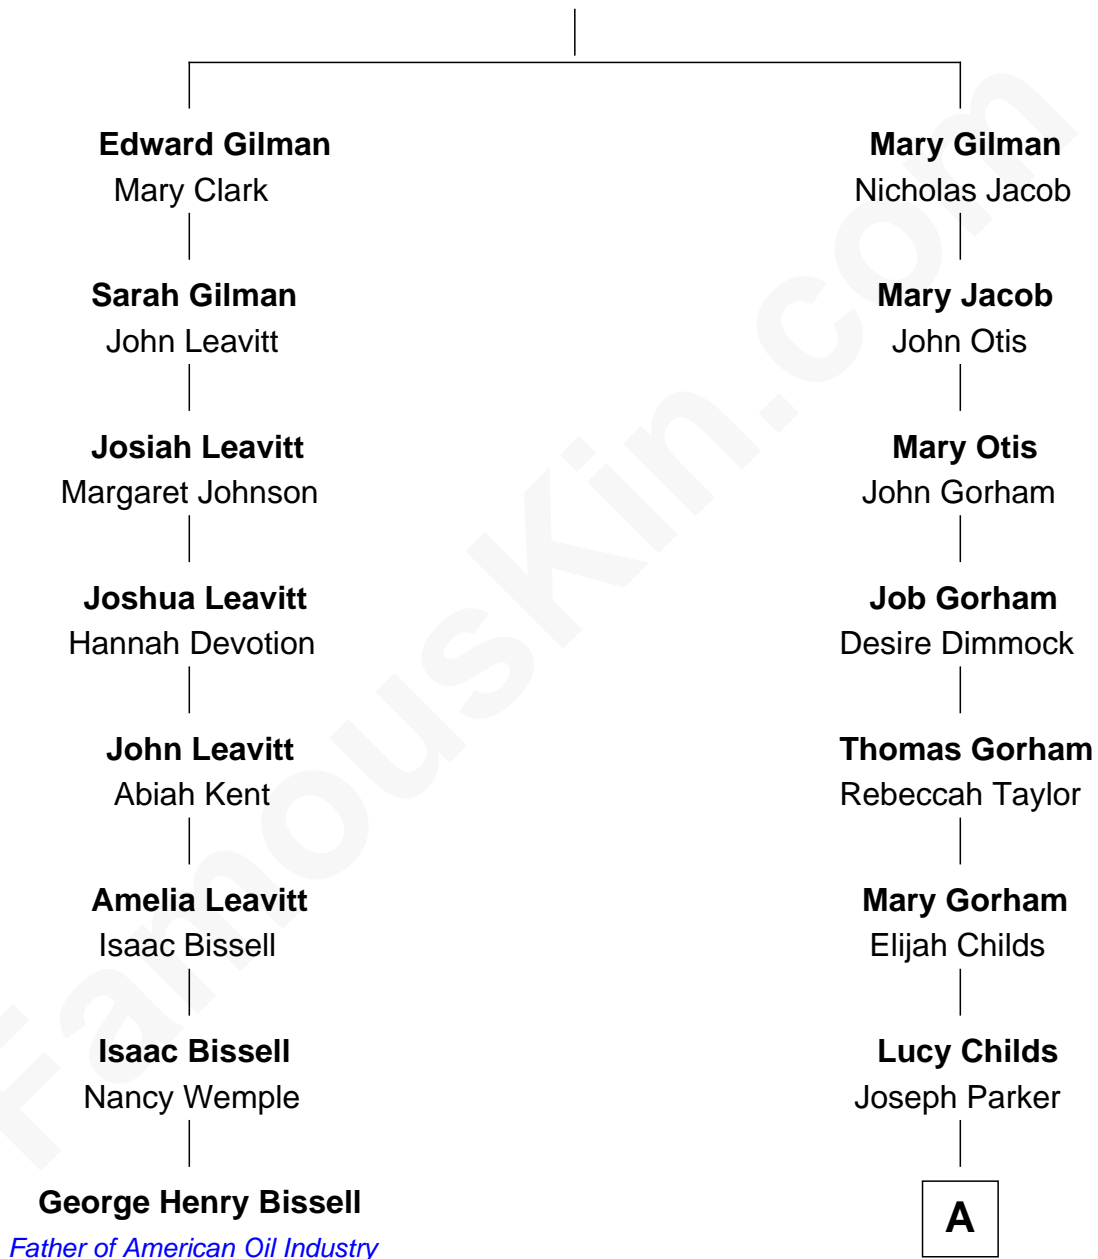 Edward Gilman
Mary Clark
Sarah Gilman
John Leavitt
Josiah Leavitt
Margaret Johnson
Joshua Leavitt
Hannah Devotion
John Leavitt
Abiah Kent
Amelia Leavitt
Isaac Bissell
Isaac Bissell
Nancy Wemple
George Henry Bissell
Father of American Oil Industry
Mary Gilman
Nicholas Jacob
Mary Jacob
John Otis
Mary Otis
John Gorham
Job Gorham
Desire Dimmock
Thomas Gorham
Rebeccah Taylor
Mary Gorham
Elijah Childs
Lucy Childs
Joseph Parker
A
FamousKin.com